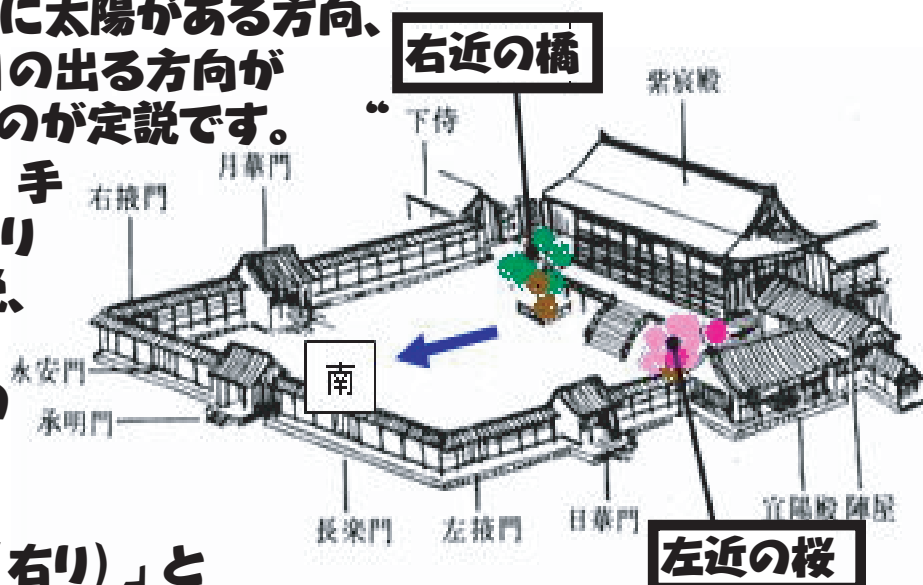 に太陽がある方向、
の出る方向が
のが定説です。 “
手
り
右近の橘
紫宸殿
下侍
月華門
右掖門
永安門
承明門
南
長楽門
左掖門
日華門
宜陽殿 陣屋
左近の桜
右り)」と